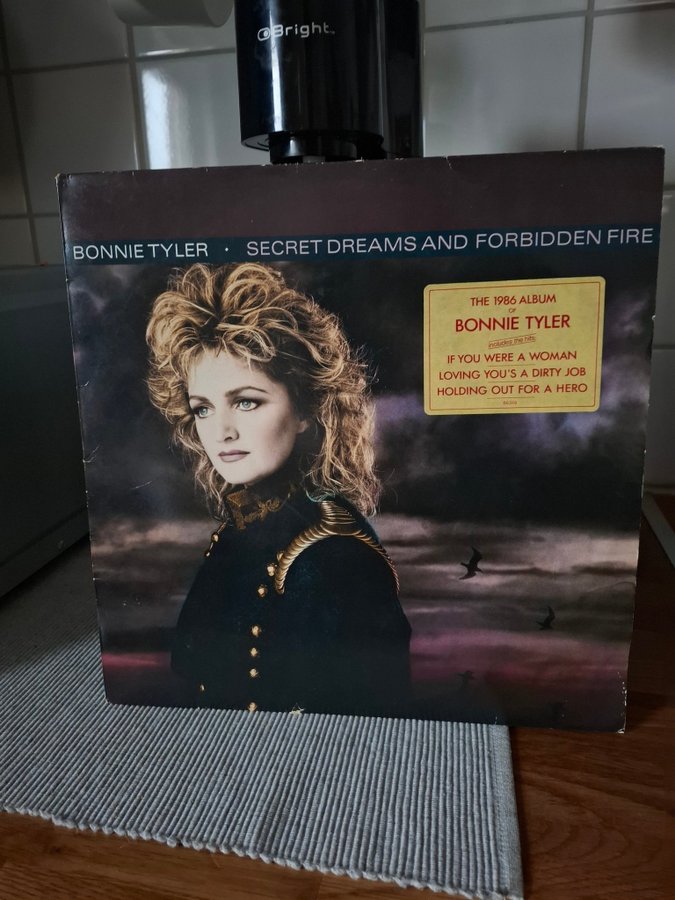 Bright
BONNIE TYLER · SECRET DREAMS AND FORBIDDEN FIRE
THE 1986 ALBUM
OF
BONNIE TYLER
includes the hits:
IF YOU WERE A WOMAN
LOVING YOU'S A DIRTY JOB
HOLDING OUT FOR A HERO